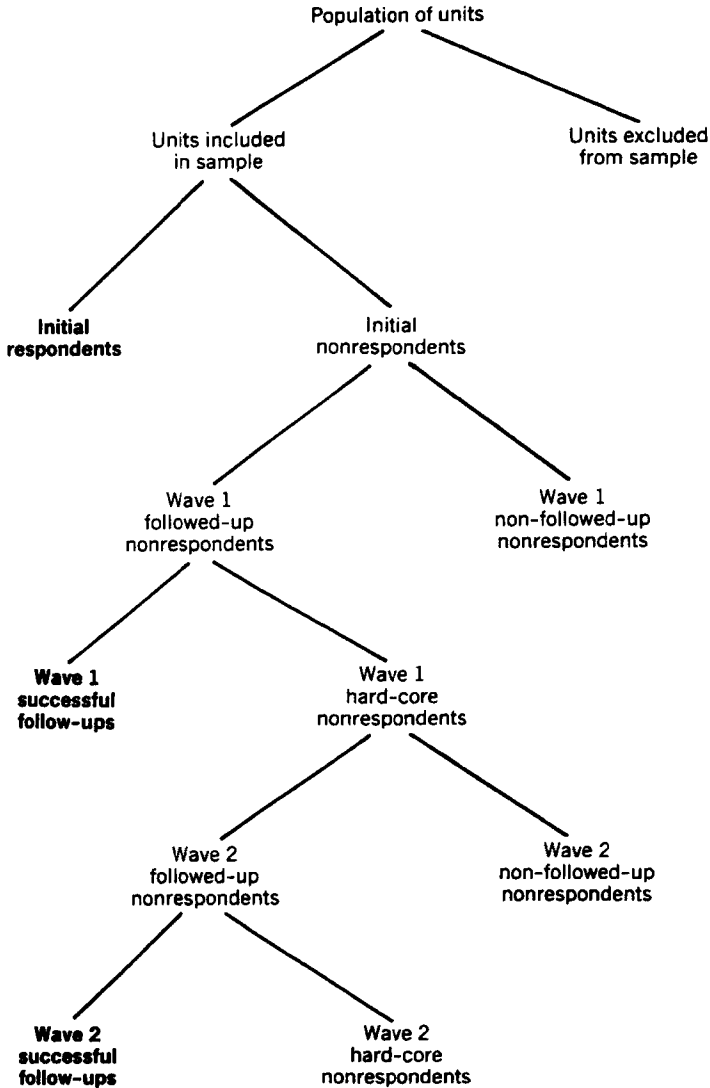 Population of units
Units included
in sample
Units excluded
from sample
Initial
respondents
Initial
nonrespondents
Wave 1
followed-up
nonrespondents
Wave 1
non-followed-up
nonrespondents
Wave 1
successful
follow-ups
Wave 1
hard-core
nonrespondents
Wave 2
followed-up
nonrespondents
Wave 2
non-followed-up
nonrespondents
Wave 2
successful
follow-ups
Wave 2
hard-core
nonrespondents